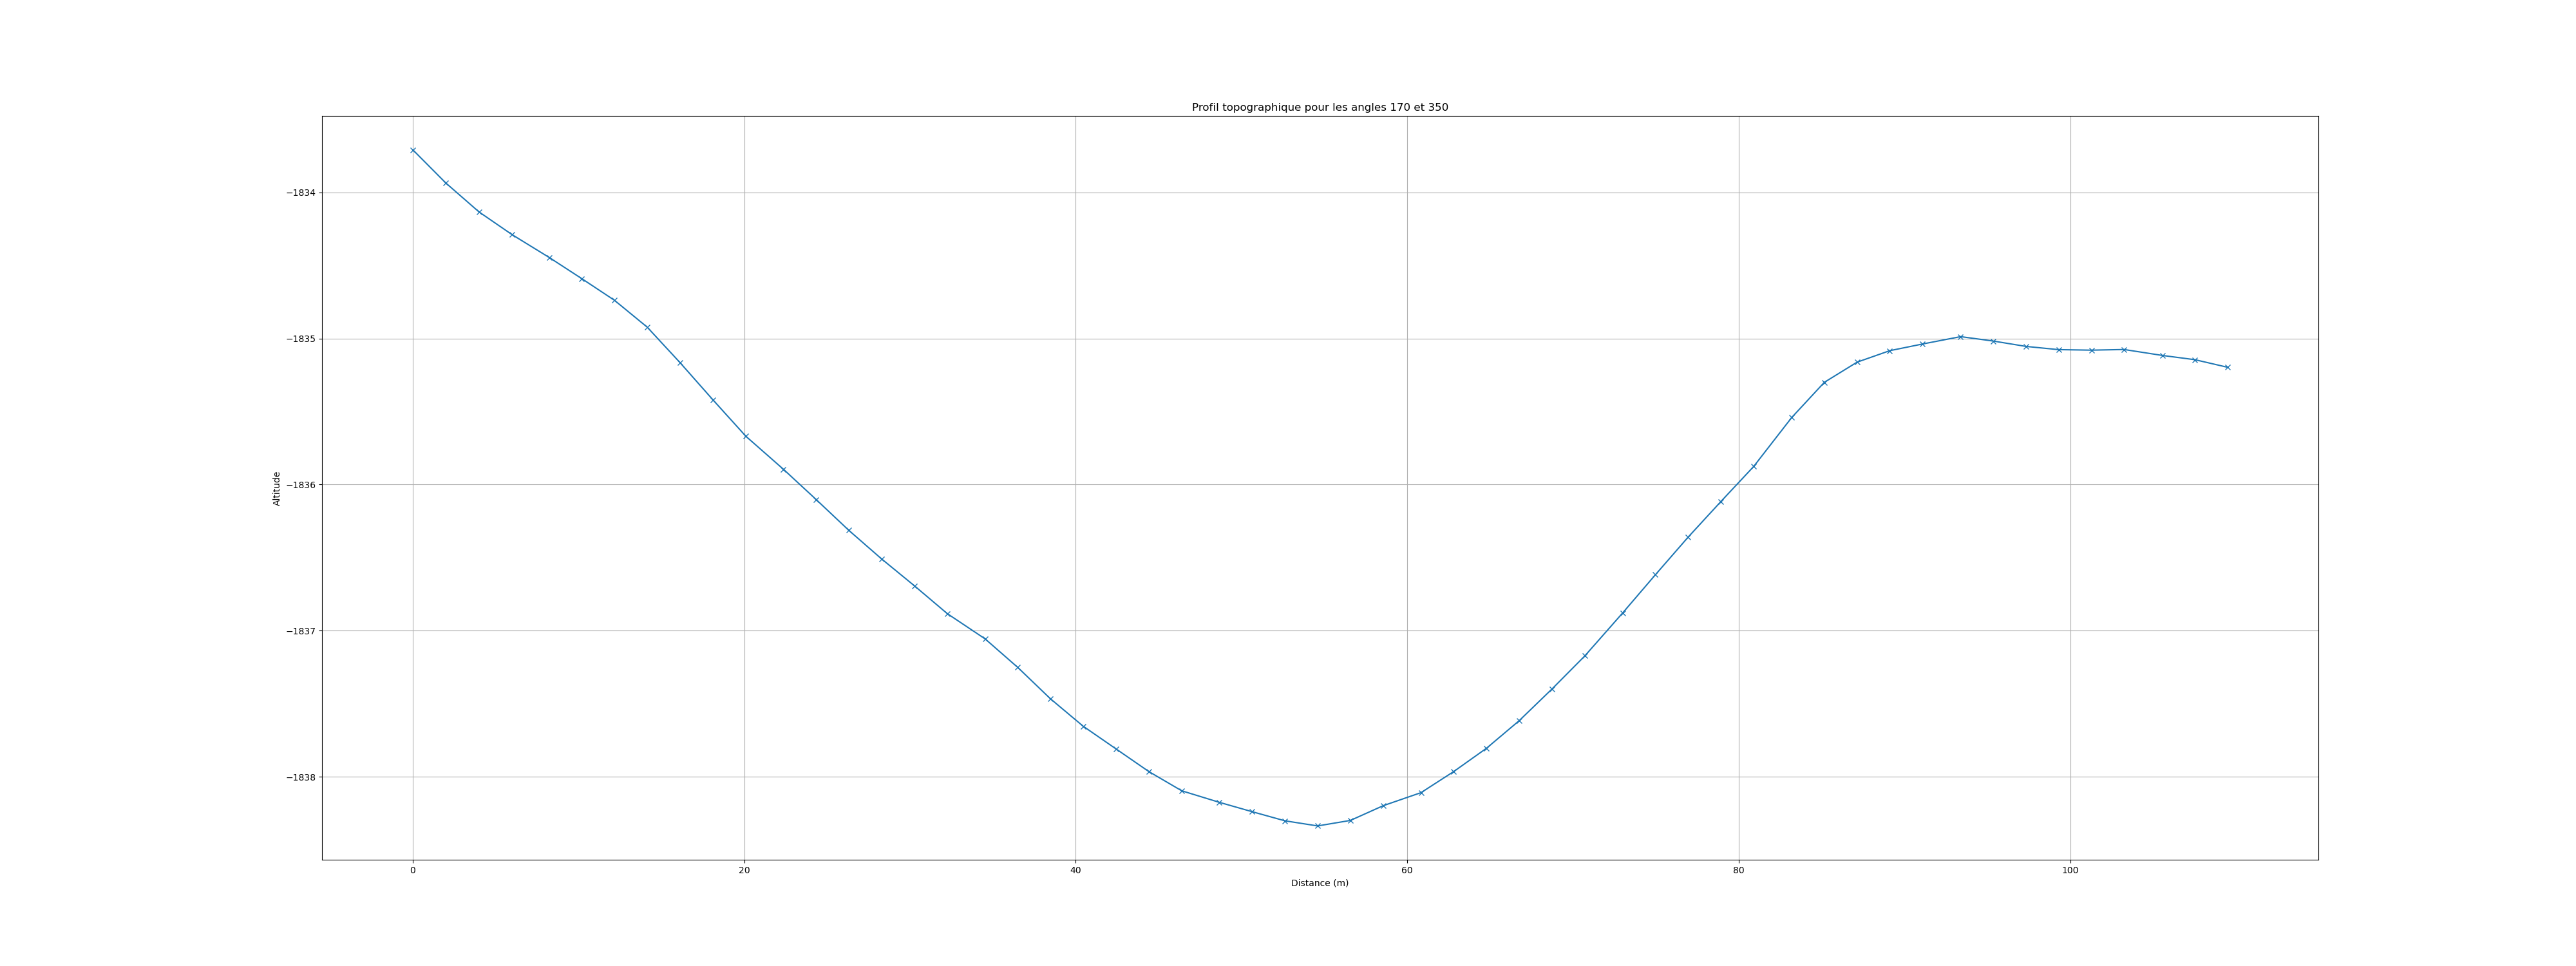 Profil topographique pour les angles 170 et 350
−1834
−1835
−1836
−1837
−1838
Altitude
0 20 40 60 80 100
Distance (m)